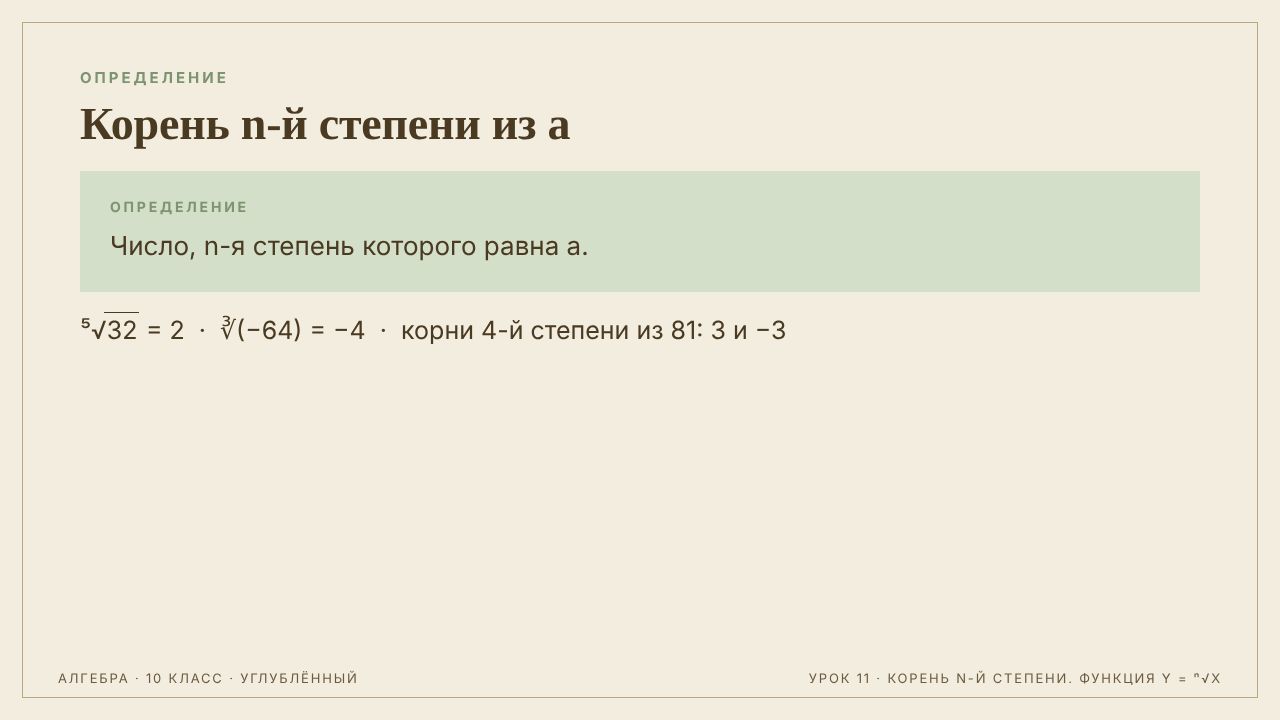 ОПРЕДЕЛЕНИЕ
Корень n-й степени из a
ОПРЕДЕЛЕНИЕ
Число, n-я степень которого равна a.
⁵√32 = 2 · ∛(−64) = −4 · корни 4-й степени из 81: 3 и −3
АЛГЕБРА · 10 КЛАСС · УГЛУБЛЁННЫЙ
УРОК 11 · КОРЕНЬ N-Й СТЕПЕНИ. ФУНКЦИЯ Y = ⁿ√X